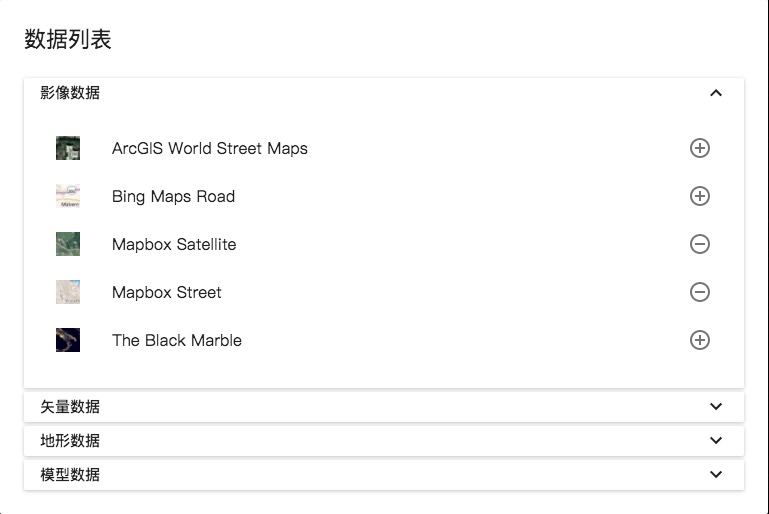 数据列表
影像数据
ArcGIS World Street Maps
Bing Maps Road
Mapbox Satellite
Mapbox Street
The Black Marble
矢量数据
地形数据
模型数据